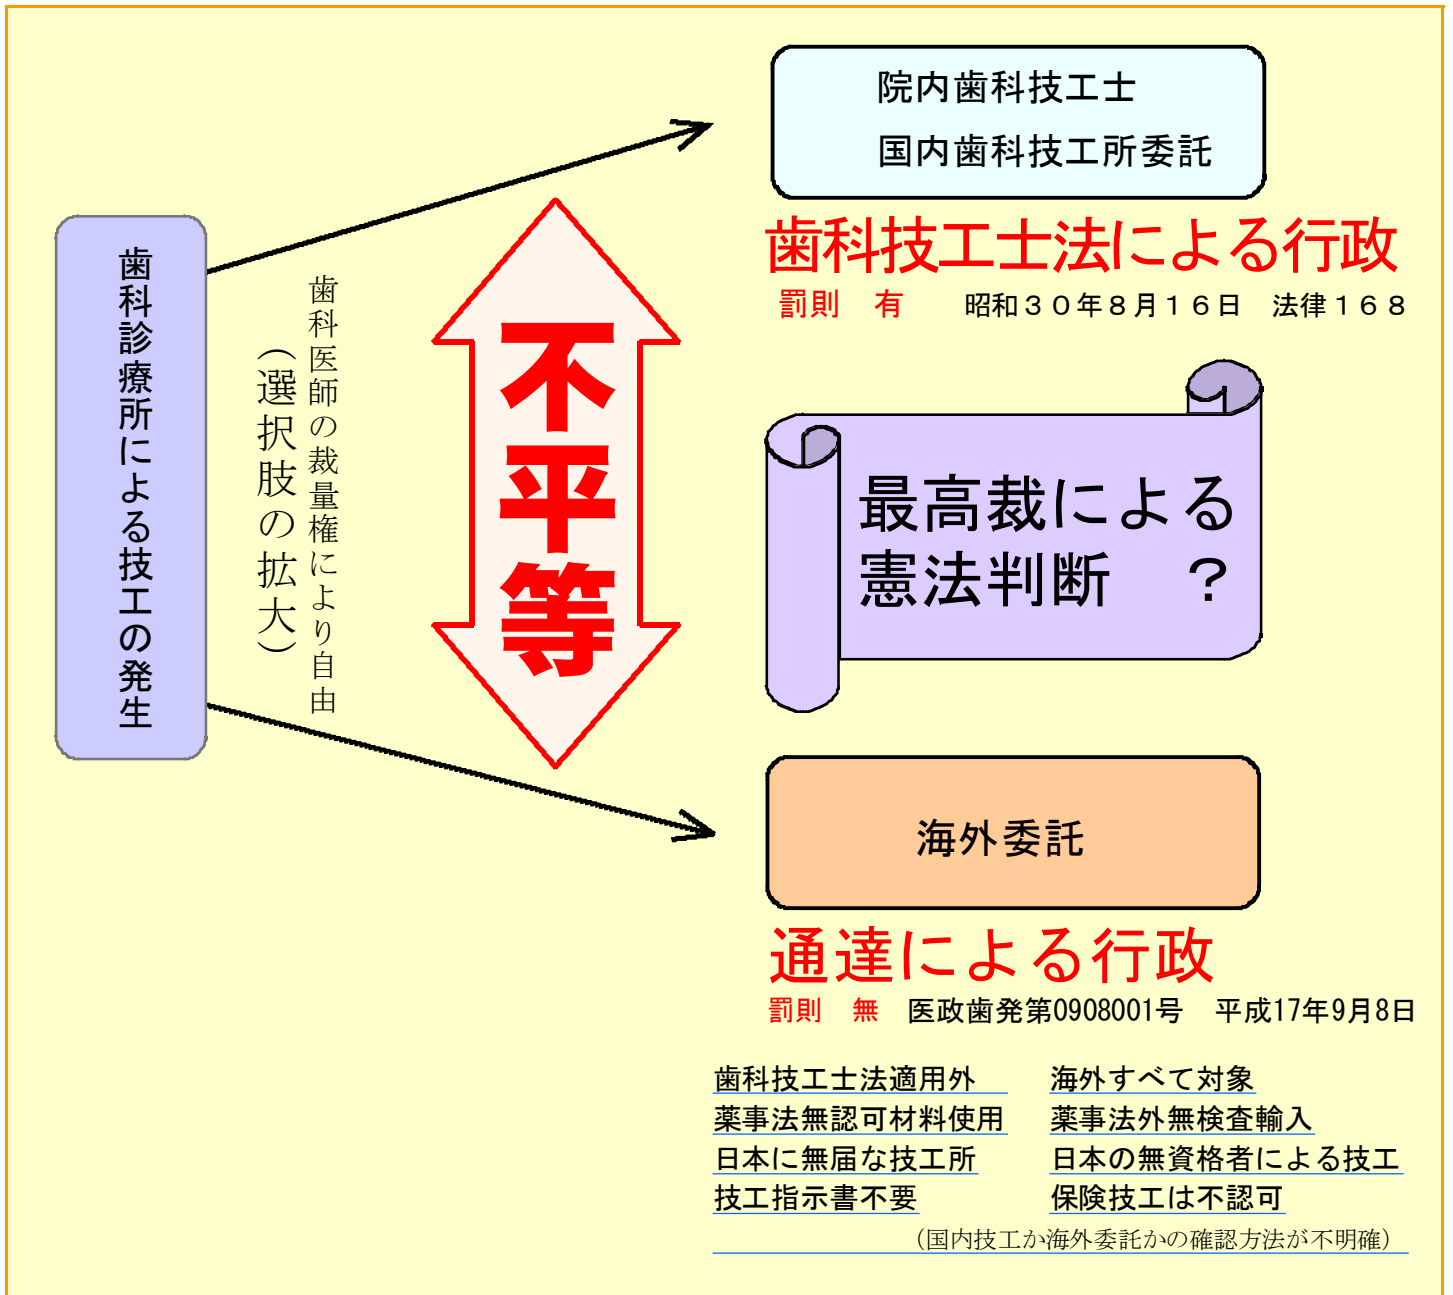 歯科診療所による技工の発生
歯科医師の裁量権により自由
（選択肢の拡大）
不平等
院内歯科技工士
国内歯科技工所委託
歯科技工士法による行政
罰則　有　　昭和３０年８月１６日　法律１６８
最高裁による
憲法判断　？
海外委託
通達による行政
罰則　無　医政歯発第0908001号　平成17年9月8日
歯科技工士法適用外　　海外すべて対象
薬事法無認可材料使用　　薬事法外無検査輸入
日本に無届な技工所　　日本の無資格者による技工
技工指示書不要　　保険技工は不認可
（国内技工か海外委託かの確認方法が不明確）